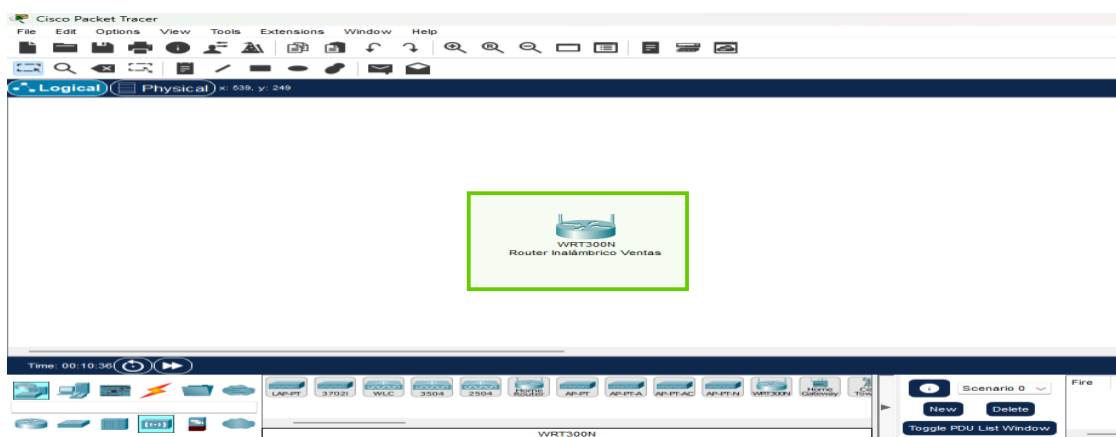 Cisco Packet Tracer
File Edit Options View Tools Extensions Window Help
Logical Physical x: 539, y: 249
WRT300N
Router Inalámbrico Ventas
Time: 00:10:36
LAP-PT 3702i WLC 3504 2504 Home Router AP-PT AP-PT-A AP-PT-AC AP-PT-N WRT300N Home Gateway
Scenario 0
Fire
New Delete
Toggle PDU List Window
WRT300N